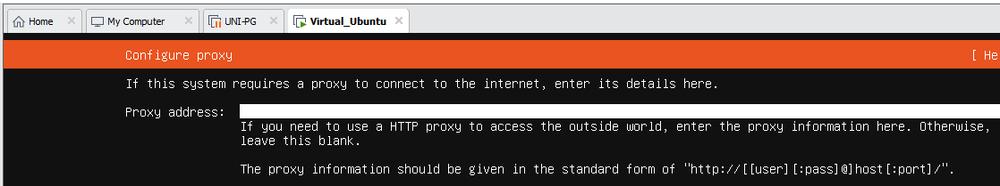 Home My Computer UNI-PG Virtual_Ubuntu
Configure proxy [ He
If this system requires a proxy to connect to the internet, enter its details here.
Proxy address:
If you need to use a HTTP proxy to access the outside world, enter the proxy information here. Otherwise,
leave this blank.
The proxy information should be given in the standard form of "http://[[user][:pass]@]host[:port]/".